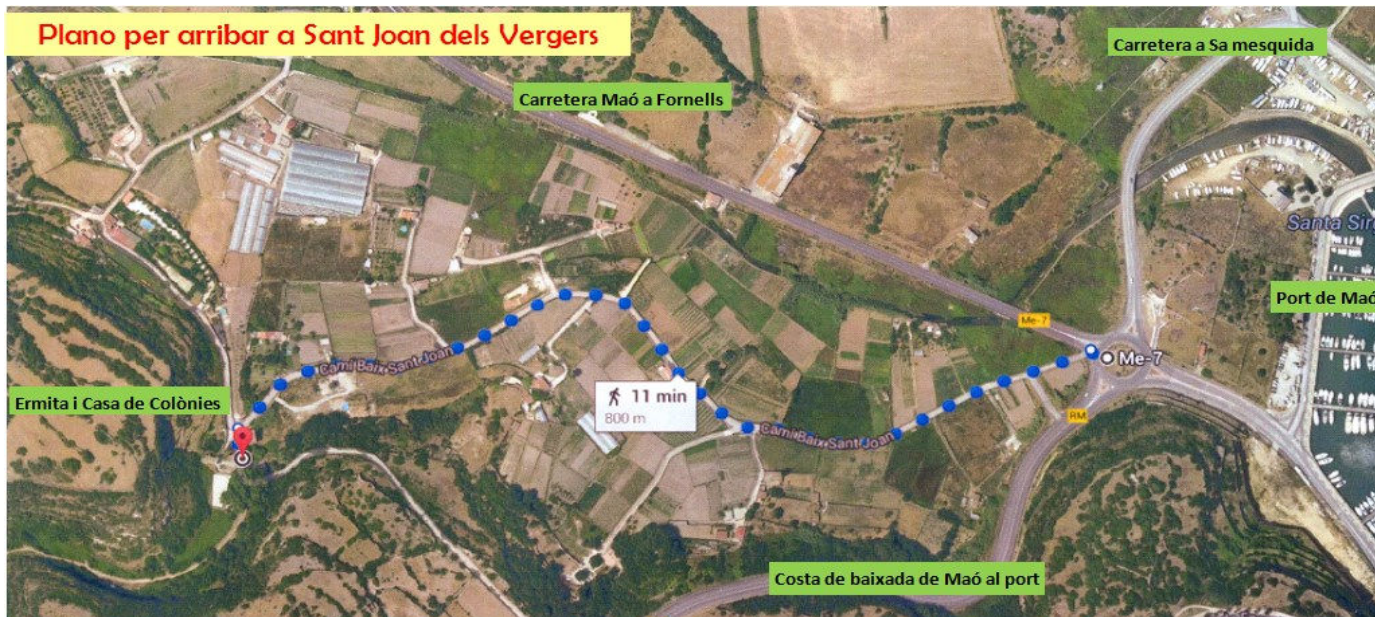 Plano per arribar a Sant Joan dels Vergers
Carretera a Sa mesquida
Carretera Maó a Fornells
Port de Maó
Me-7
Me-7
Camí Baix Sant Joan
Ermita i Casa de Colònies
11 min
800 m
RM
Camí Baix Sant Joan
Costa de baixada de Maó al port